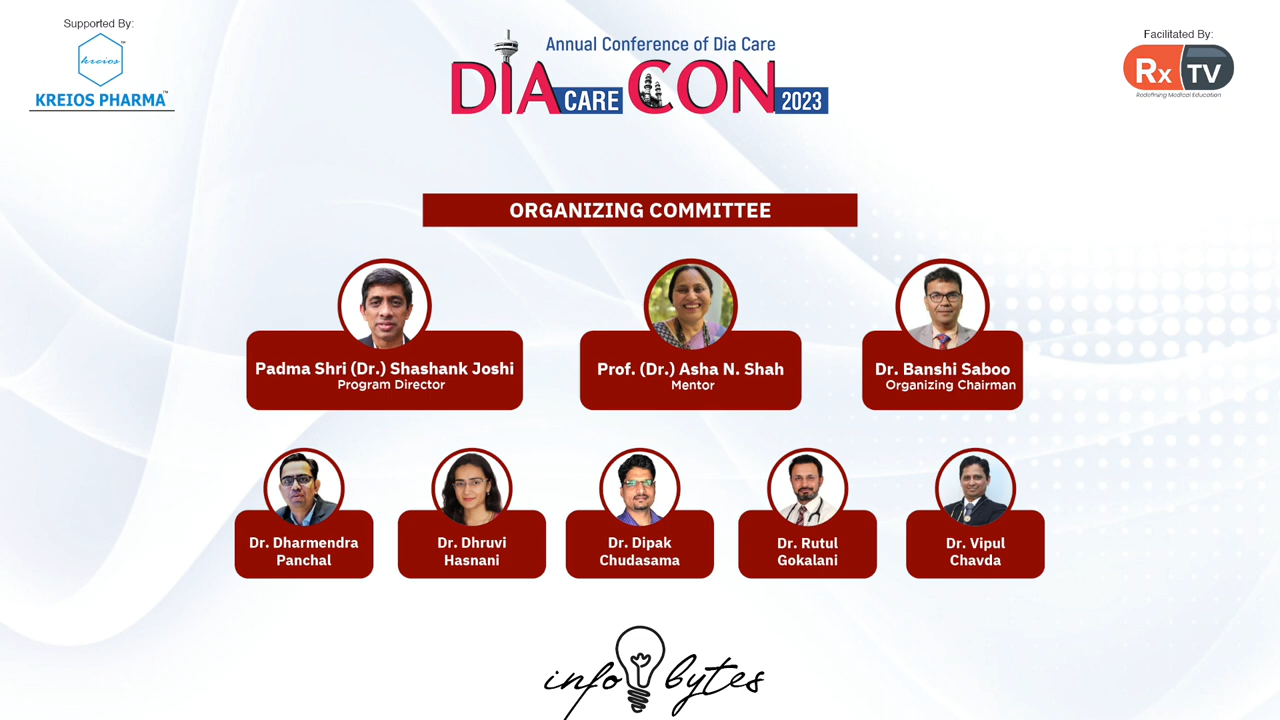 Supported By:
kreios
KREIOS PHARMA™
Annual Conference of Dia Care
DIA CARE CON 2023
Facilitated By:
Rx TV
Redefining Medical Education
ORGANIZING COMMITTEE
Padma Shri (Dr.) Shashank Joshi
Program Director
Prof. (Dr.) Asha N. Shah
Mentor
Dr. Banshi Saboo
Organizing Chairman
Dr. Dharmendra
Panchal
Dr. Dhruvi
Hasnani
Dr. Dipak
Chudasama
Dr. Rutul
Gokalani
Dr. Vipul
Chavda
info bytes